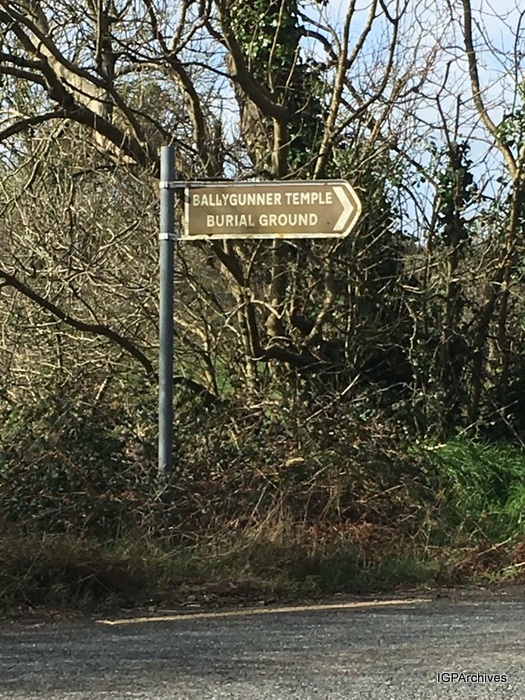 BALLYGUNNER TEMPLE
BURIAL GROUND
IGPArchives